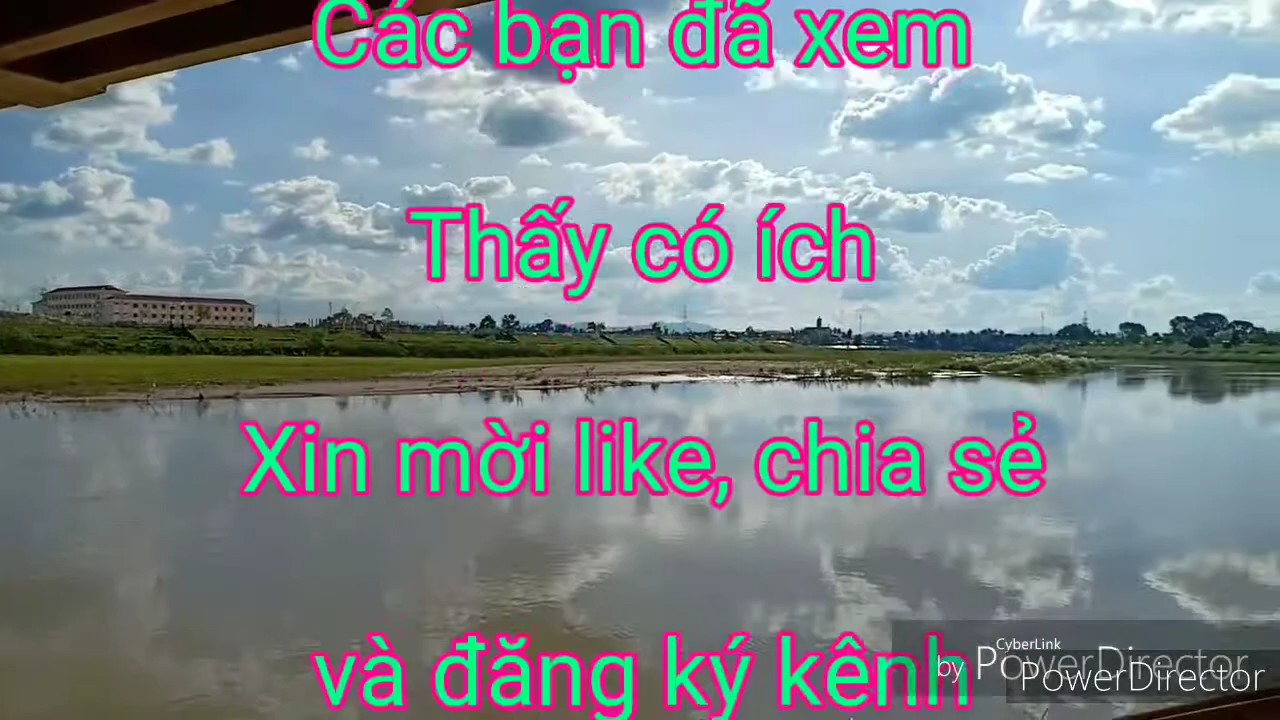 Các bạn đã xem
Thấy có ích
Xin mời like, chia sẻ
và đăng ký kênh
CyberLink
by PowerDirector
PowerDirector